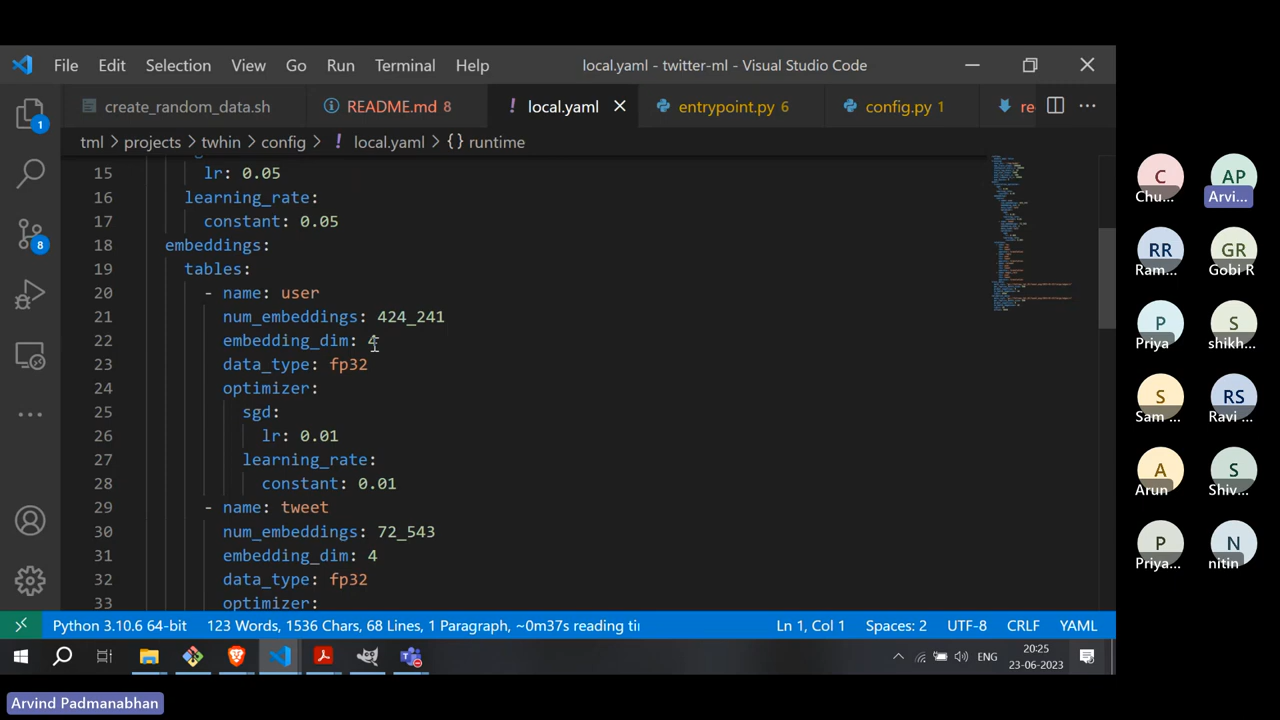 File Edit Selection View Go Run Terminal Help local.yaml - twitter-ml - Visual Studio Code
create_random_data.sh README.md 8 ! local.yaml entrypoint.py 6 config.py 1 re ...
tml > projects > twhin > config > ! local.yaml > {} runtime
1
8
15 lr: 0.05
16 learning_rate:
17 constant: 0.05
18 embeddings:
19 tables:
20 - name: user
21 num_embeddings: 424_241
22 embedding_dim: 4
23 data_type: fp32
24 optimizer:
25 sgd:
26 lr: 0.01
27 learning_rate:
28 constant: 0.01
29 - name: tweet
30 num_embeddings: 72_543
31 embedding_dim: 4
32 data_type: fp32
33 optimizer:
Python 3.10.6 64-bit 123 Words, 1536 Chars, 68 Lines, 1 Paragraph, ~0m37s reading ti Ln 1, Col 1 Spaces: 2 UTF-8 CRLF YAML
ENG
20:25
23-06-2023
C AP
Chu... Arvi...
RR GR
Ram... Gobi R
P S
Priya shikh...
S RS
Sam ... Ravi ...
A S
Arun Shiv...
P N
Priya... nitin
Arvind Padmanabhan